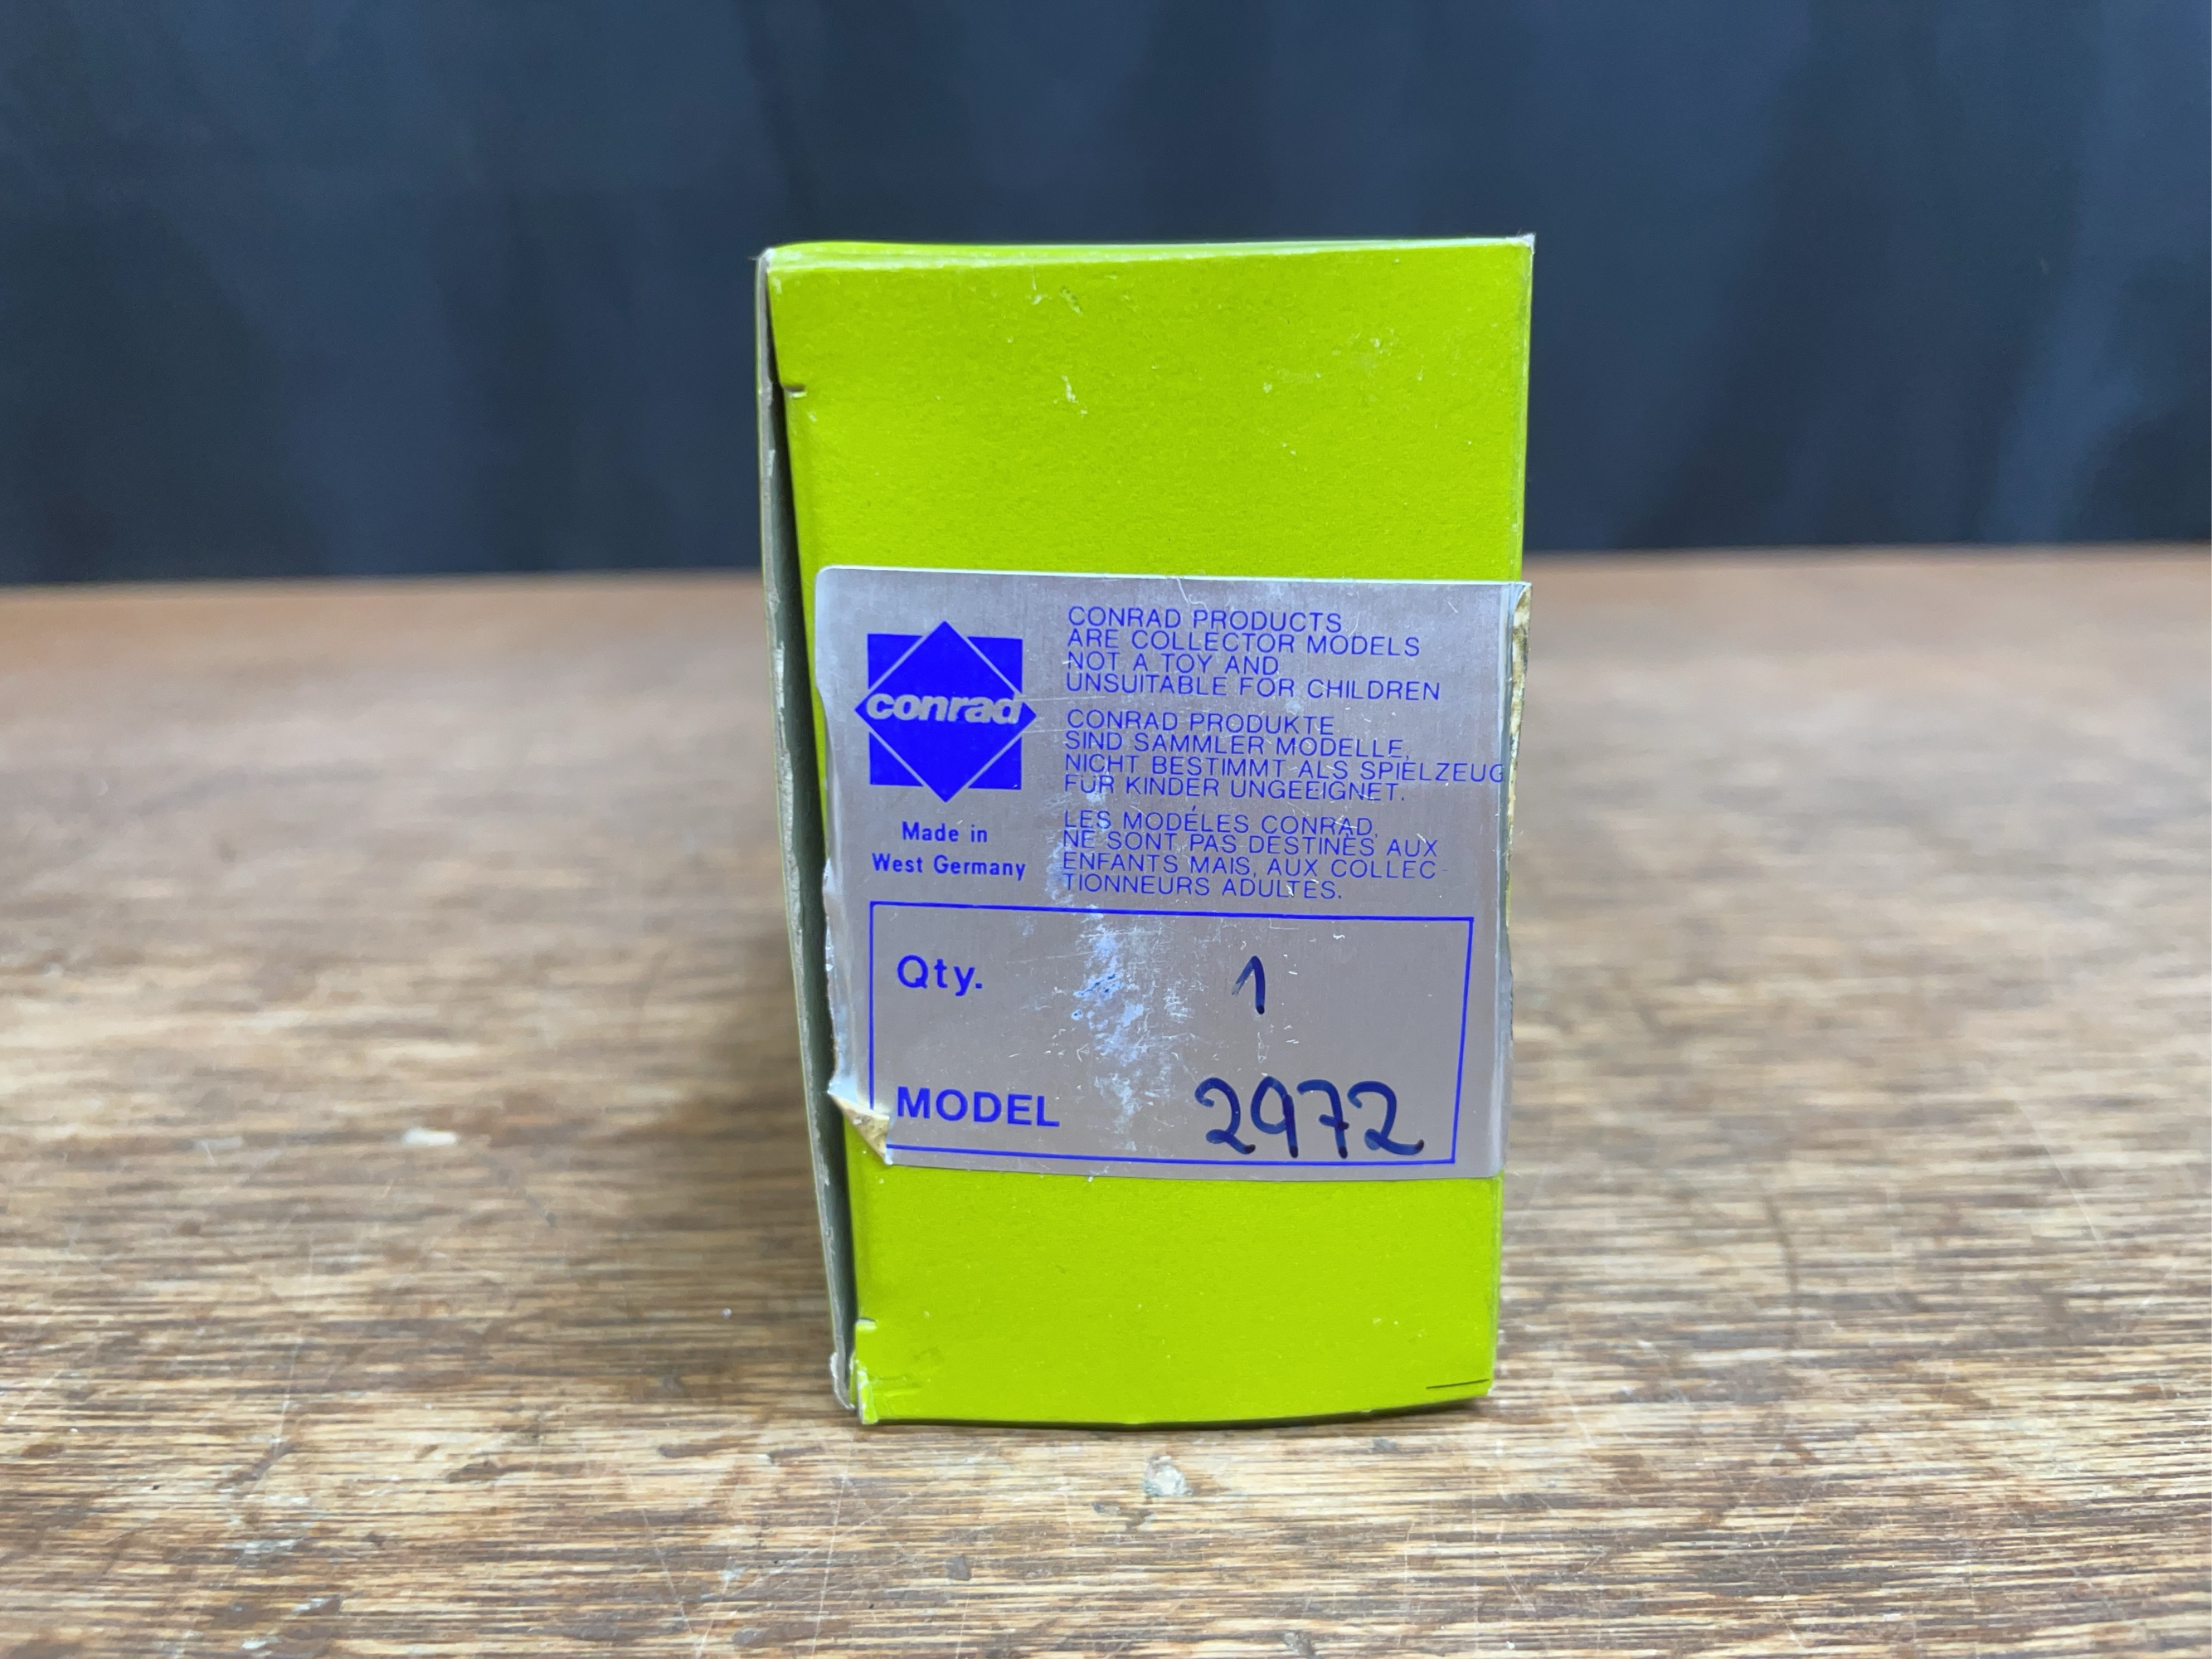 conrad
Made in
West Germany
CONRAD PRODUCTS
ARE COLLECTOR MODELS
NOT A TOY AND
UNSUITABLE FOR CHILDREN
CONRAD PRODUKTE
SIND SAMMLER MODELLE,
NICHT BESTIMMT ALS SPIELZEUG
FÜR KINDER UNGEEIGNET.
LES MODÉLES CONRAD,
NE SONT PAS DESTINÉS AUX
ENFANTS MAIS, AUX COLLEC-
TIONNEURS ADULTES.
Qty. 1
MODEL 2972